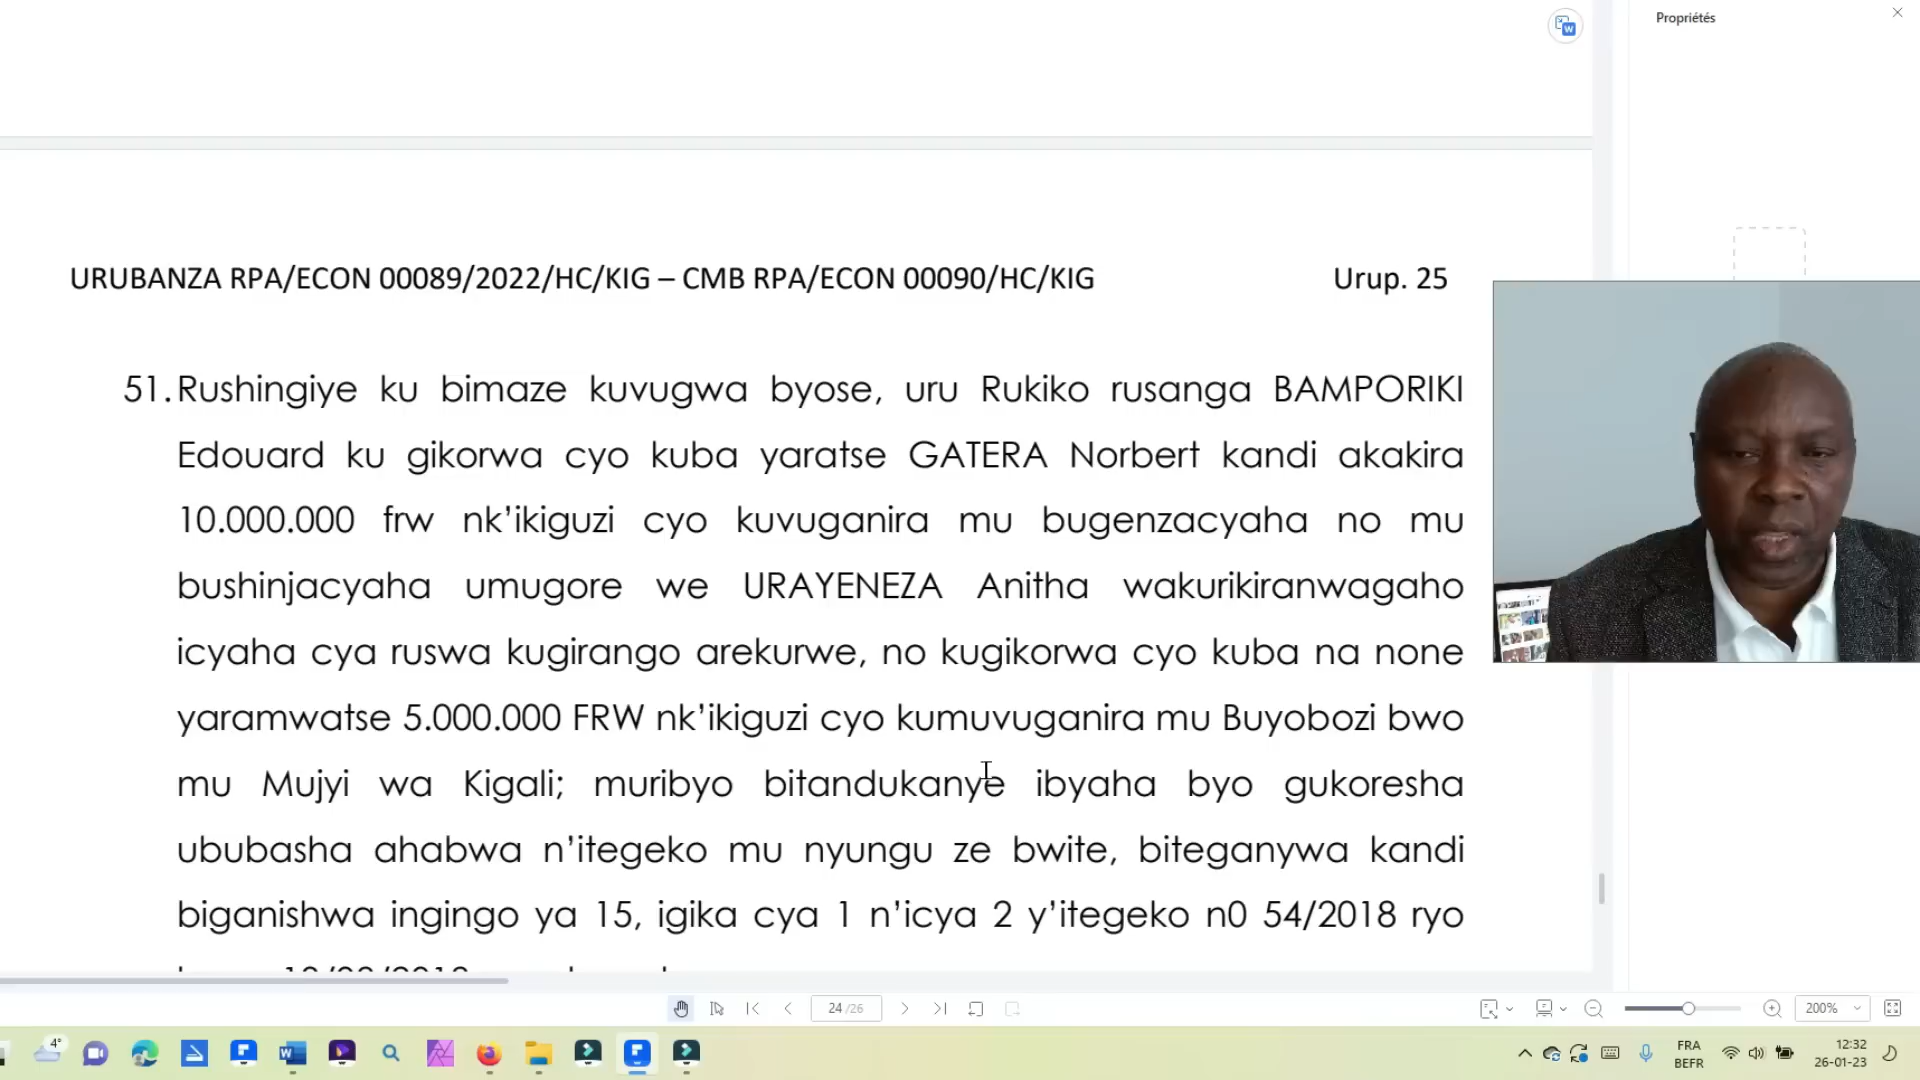 Propriétés
URUBANZA RPA/ECON 00089/2022/HC/KIG – CMB RPA/ECON 00090/HC/KIG Urup. 25
51. Rushingiye ku bimaze kuvugwa byose, uru Rukiko rusanga BAMPORIKI
Edouard ku gikorwa cyo kuba yaratse GATERA Norbert kandi akakira
10.000.000 frw nk’ikiguzi cyo kuvuganira mu bugenzacyaha no mu
bushinjacyaha umugore we URAYENEZA Anitha wakurikiranwagaho
icyaha cya ruswa kugirango arekurwe, no kugikorwa cyo kuba na none
yaramwatse 5.000.000 FRW nk’ikiguzi cyo kumuvuganira mu Buyobozi bwo
mu Mujyi wa Kigali; muribyo bitandukanye ibyaha byo gukoresha
ububasha ahabwa n’itegeko mu nyungu ze bwite, biteganywa kandi
biganishwa ingingo ya 15, igika cya 1 n’icya 2 y’itegeko n0 54/2018 ryo
24 /26
200%
4°
FRA
BEFR
12:32
26-01-23